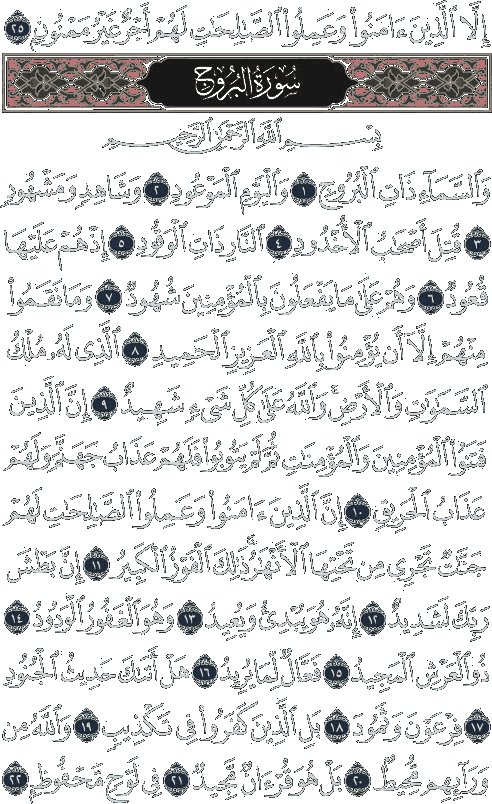 إِلَّا ٱلَّذِينَ ءَامَنُوا۟ وَعَمِلُوا۟ ٱلصَّـٰلِحَـٰتِ لَهُمْ أَجْرٌ غَيْرُ مَمْنُونٍۭ ٢٥
سُورَةُ البُرُوجِ
بِسْمِ ٱللَّهِ ٱلرَّحْمَـٰنِ ٱلرَّحِيمِ
وَٱلسَّمَآءِ ذَاتِ ٱلْبُرُوجِ ١ وَٱلْيَوْمِ ٱلْمَوْعُودِ ٢ وَشَاهِدٍ وَمَشْهُودٍ
٣ قُتِلَ أَصْحَـٰبُ ٱلْأُخْدُودِ ٤ ٱلنَّارِ ذَاتِ ٱلْوَقُودِ ٥ إِذْ هُمْ عَلَيْهَا
قُعُودٌ ٦ وَهُمْ عَلَىٰ مَا يَفْعَلُونَ بِٱلْمُؤْمِنِينَ شُهُودٌ ٧ وَمَا نَقَمُوا۟
مِنْهُمْ إِلَّآ أَن يُؤْمِنُوا۟ بِٱللَّهِ ٱلْعَزِيزِ ٱلْحَمِيدِ ٨ ٱلَّذِى لَهُۥ مُلْكُ
ٱلسَّمَـٰوَٰتِ وَٱلْأَرْضِ ۚ وَٱللَّهُ عَلَىٰ كُلِّ شَىْءٍ شَهِيدٌ ٩ إِنَّ ٱلَّذِينَ
فَتَنُوا۟ ٱلْمُؤْمِنِينَ وَٱلْمُؤْمِنَـٰتِ ثُمَّ لَمْ يَتُوبُوا۟ فَلَهُمْ عَذَابُ جَهَنَّمَ وَلَهُمْ
عَذَابُ ٱلْحَرِيقِ ١٠ إِنَّ ٱلَّذِينَ ءَامَنُوا۟ وَعَمِلُوا۟ ٱلصَّـٰلِحَـٰتِ لَهُمْ
جَنَّـٰتٌ تَجْرِى مِن تَحْتِهَا ٱلْأَنْهَـٰرُ ۚ ذَٰلِكَ ٱلْفَوْزُ ٱلْكَبِيرُ ١١ إِنَّ بَطْشَ
رَبِّكَ لَشَدِيدٌ ١٢ إِنَّهُۥ هُوَ يُبْدِئُ وَيُعِيدُ ١٣ وَهُوَ ٱلْغَفُورُ ٱلْوَدُودُ ١٤
ذُو ٱلْعَرْشِ ٱلْمَجِيدُ ١٥ فَعَّالٌ لِّمَا يُرِيدُ ١٦ هَلْ أَتَىٰكَ حَدِيثُ ٱلْجُنُودِ
١٧ فِرْعَوْنَ وَثَمُودَ ١٨ بَلِ ٱلَّذِينَ كَفَرُوا۟ فِى تَكْذِيبٍ ١٩ وَٱللَّهُ مِن
وَرَآئِهِم مُّحِيطٌۢ ٢٠ بَلْ هُوَ قُرْءَانٌ مَّجِيدٌ ٢١ فِى لَوْحٍ مَّحْفُوظٍۭ ٢٢